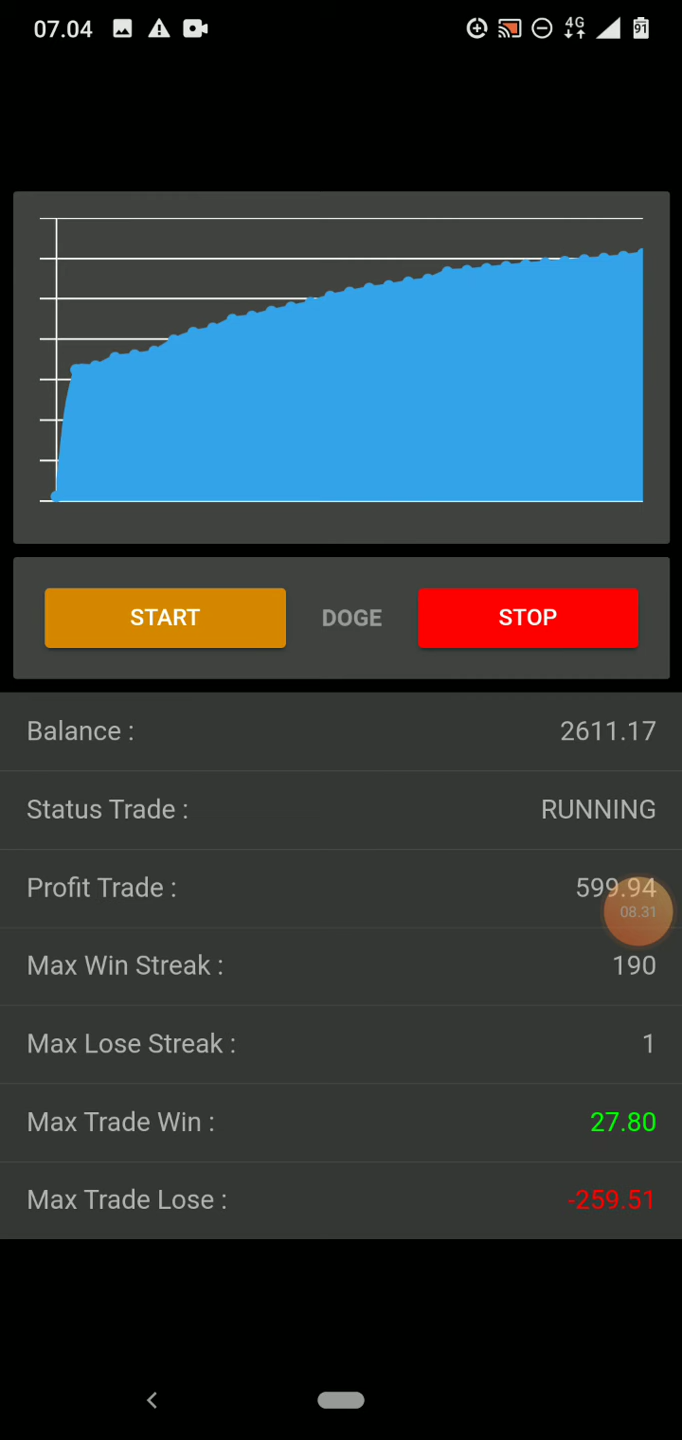 07.04
4G
91
START
DOGE
STOP
Balance : 2611.17
Status Trade : RUNNING
Profit Trade : 599.94
08.31
Max Win Streak : 190
Max Lose Streak : 1
Max Trade Win : 27.80
Max Trade Lose : -259.51